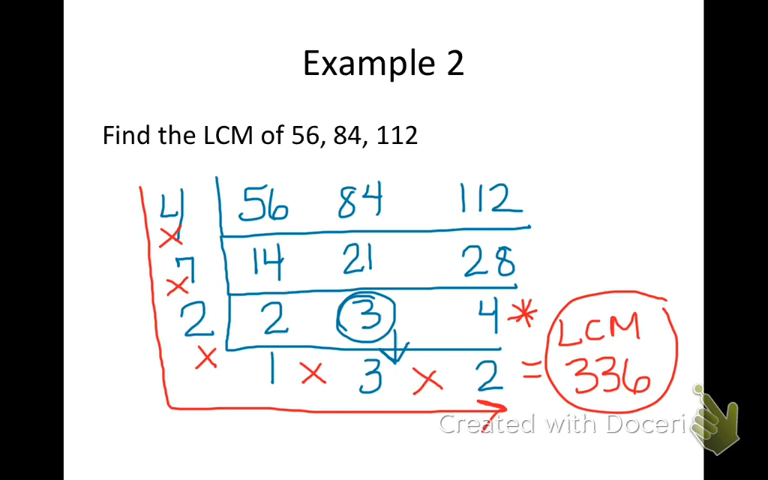 Example 2
Find the LCM of 56, 84, 112
4 56 84 112
×
7 14 21 28
×
2 2 3 4 * LCM
× 1 × 3 × 2 = 336
Created with Doceri